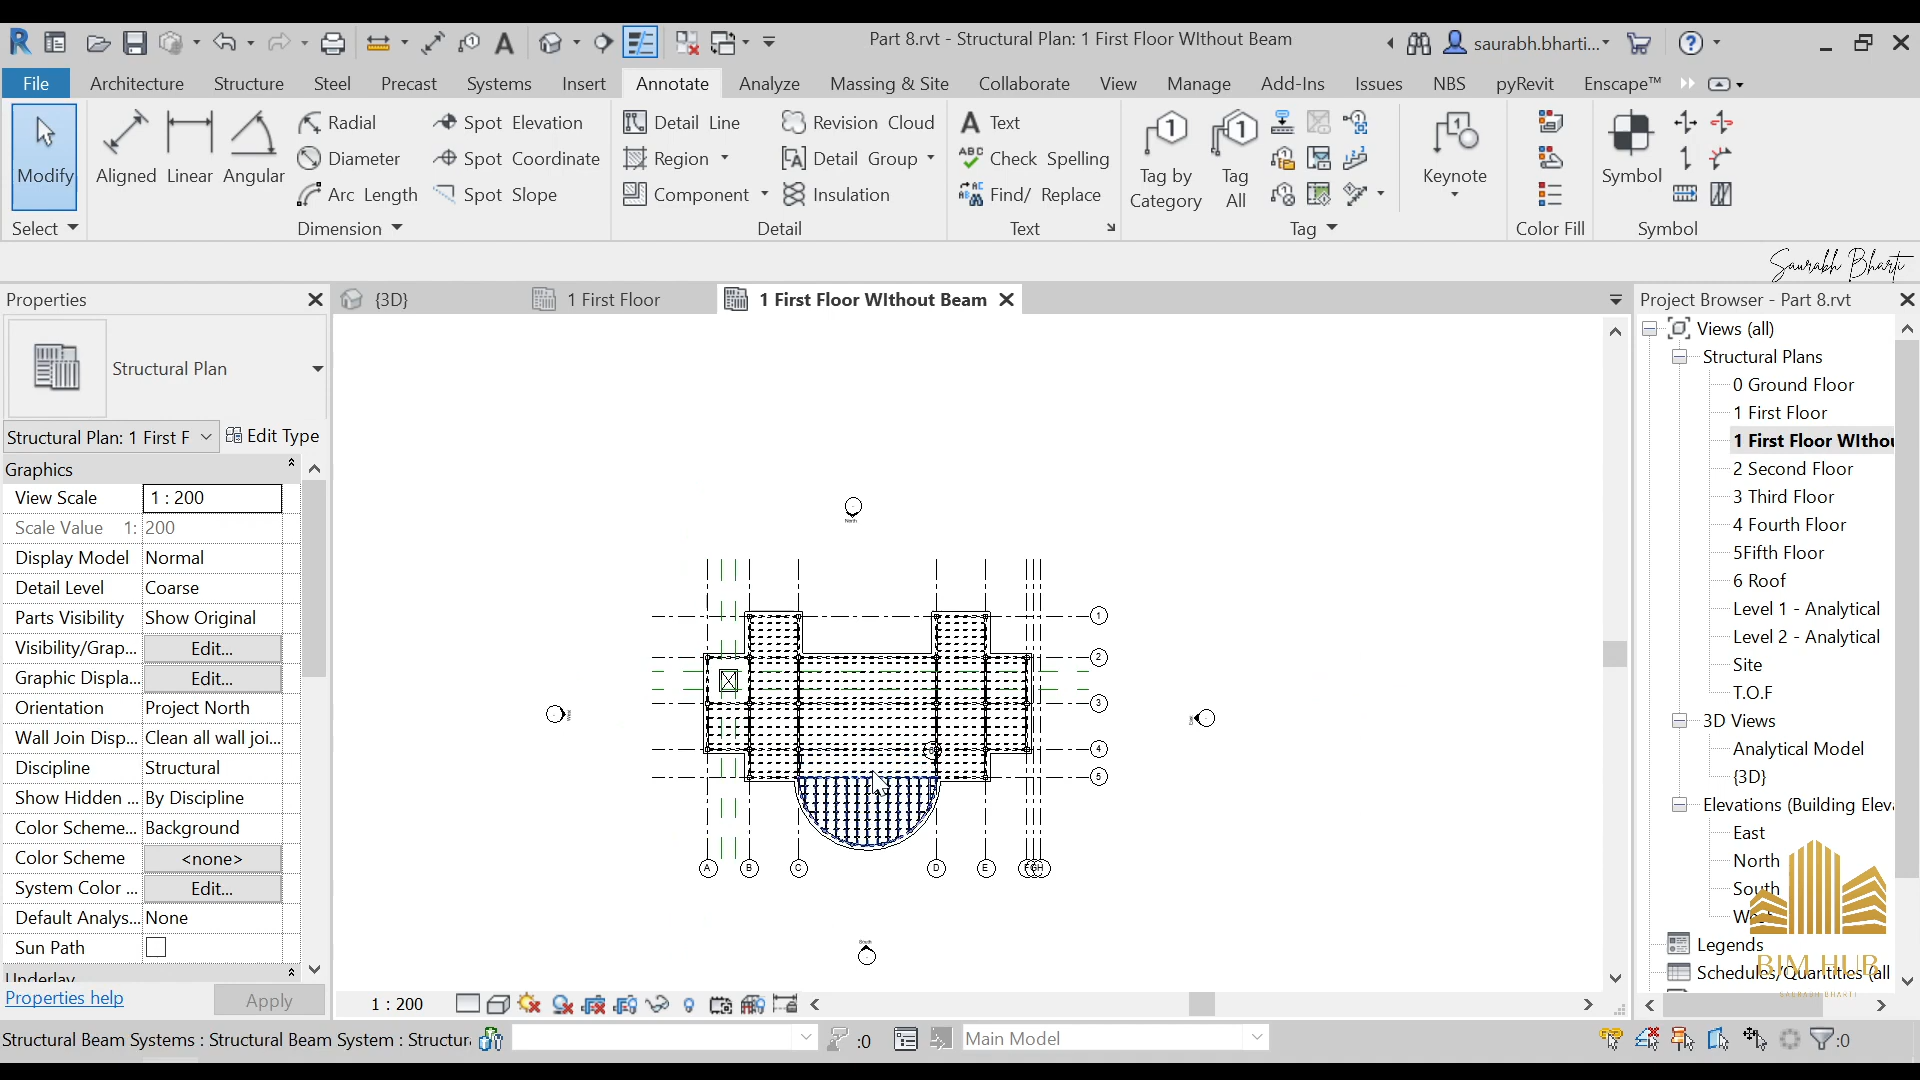 Part 8.rvt - Structural Plan: 1 First Floor WIthout Beam
saurabh.bharti...
File
Architecture
Structure
Steel
Precast
Systems
Insert
Annotate
Analyze
Massing & Site
Collaborate
View
Manage
Add-Ins
Issues
NBS
pyRevit
Enscape™
Modify
Aligned
Linear
Angular
Radial
Diameter
Arc Length
Spot Elevation
Spot Coordinate
Spot Slope
Detail Line
Region
Component
Revision Cloud
Detail Group
Insulation
Text
Check Spelling
Find/ Replace
Tag by Category
Tag All
Keynote
Symbol
Select
Dimension
Detail
Text
Tag
Color Fill
Symbol
Saurabh Bharti
Properties
{3D}
1 First Floor
1 First Floor WIthout Beam
Project Browser - Part 8.rvt
Structural Plan
Structural Plan: 1 First F
Edit Type
Graphics
View Scale 1 : 200
Scale Value 1: 200
Display Model Normal
Detail Level Coarse
Parts Visibility Show Original
Visibility/Grap... Edit...
Graphic Displa... Edit...
Orientation Project North
Wall Join Disp... Clean all wall joi...
Discipline Structural
Show Hidden ... By Discipline
Color Scheme... Background
Color Scheme <none>
System Color ... Edit...
Default Analys... None
Sun Path
Underlay
Properties help
Apply
North
1
2
3
4
5
A
B
C
D
E
South
Views (all)
Structural Plans
0 Ground Floor
1 First Floor
1 First Floor WIthou
2 Second Floor
3 Third Floor
4 Fourth Floor
5Fifth Floor
6 Roof
Level 1 - Analytical
Level 2 - Analytical
Site
T.O.F
3D Views
Analytical Model
{3D}
Elevations (Building Eleva
East
North
South
West
Legends
Schedules/Quantities (all
BIM HUB
SAURABH BHARTI
1 : 200
Structural Beam Systems : Structural Beam System : Structur
:0
Main Model
:0